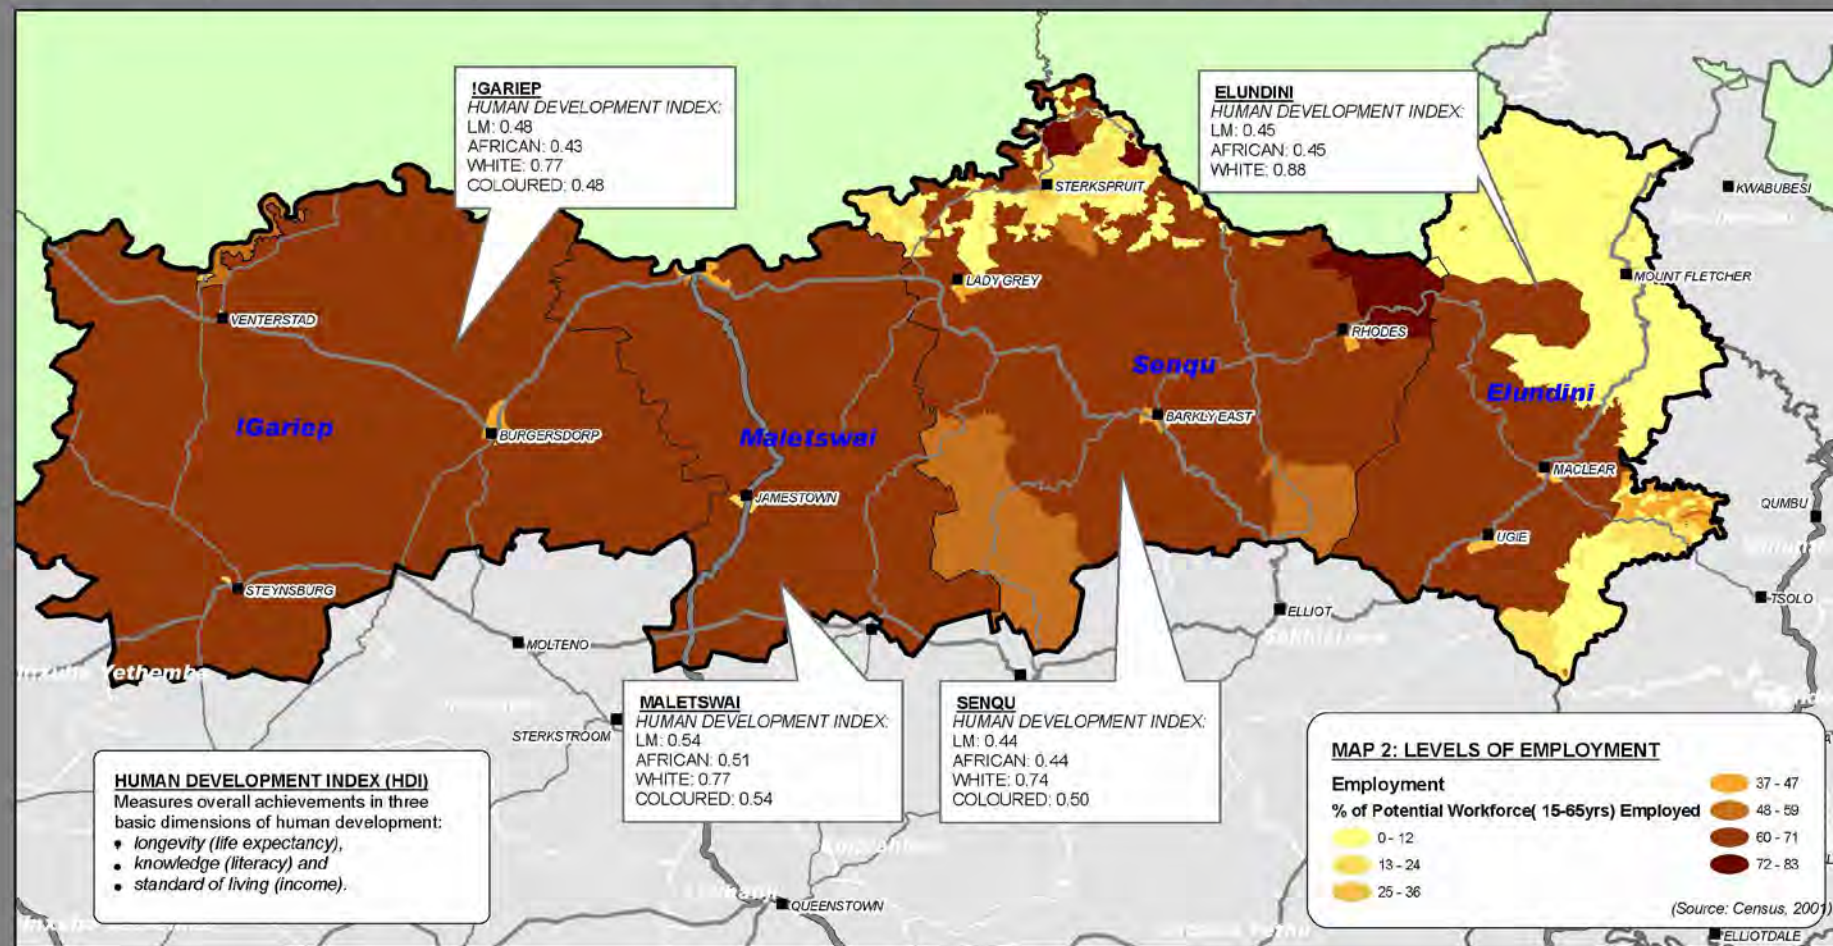 !GARIEP
HUMAN DEVELOPMENT INDEX:
LM: 0.48
AFRICAN: 0.43
WHITE: 0.77
COLOURED: 0.48
ELUNDINI
HUMAN DEVELOPMENT INDEX:
LM: 0.45
AFRICAN: 0.45
WHITE: 0.88
STERKSPRUIT
KWABUBESI
LADY GREY
MOUNT FLETCHER
VENTERSTAD
RHODES
Senqu
Elundini
!Gariep
BURGERSDORP
Maletswai
BARKLY EAST
MACLEAR
JAMESTOWN
QUMBU
UGIE
STEYNSBURG
TSOLO
ELLIOT
MOLTENO
Inxuba Yethemba
STERKSTROOM
MALETSWAI
HUMAN DEVELOPMENT INDEX:
LM: 0.54
AFRICAN: 0.51
WHITE: 0.77
COLOURED: 0.54
SENQU
HUMAN DEVELOPMENT INDEX:
LM: 0.44
AFRICAN: 0.44
WHITE: 0.74
COLOURED: 0.50
HUMAN DEVELOPMENT INDEX (HDI)
Measures overall achievements in three
basic dimensions of human development:
• longevity (life expectancy),
• knowledge (literacy) and
• standard of living (income).
MAP 2: LEVELS OF EMPLOYMENT
Employment
% of Potential Workforce( 15-65yrs) Employed
0 - 12
13 - 24
25 - 36
37 - 47
48 - 59
60 - 71
72 - 83
(Source: Census, 2001)
QUEENSTOWN
ELLIOTDALE